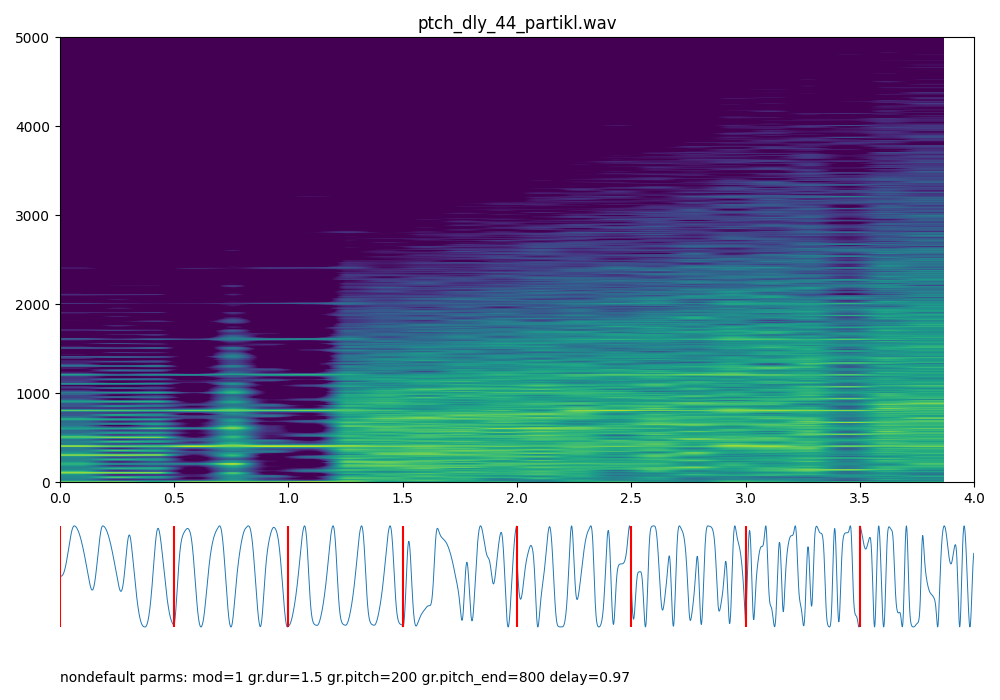 ptch_dly_44_partikl.wav
5000
4000
3000
2000
1000
0
0.0 0.5 1.0 1.5 2.0 2.5 3.0 3.5 4.0
nondefault parms: mod=1 gr.dur=1.5 gr.pitch=200 gr.pitch_end=800 delay=0.97